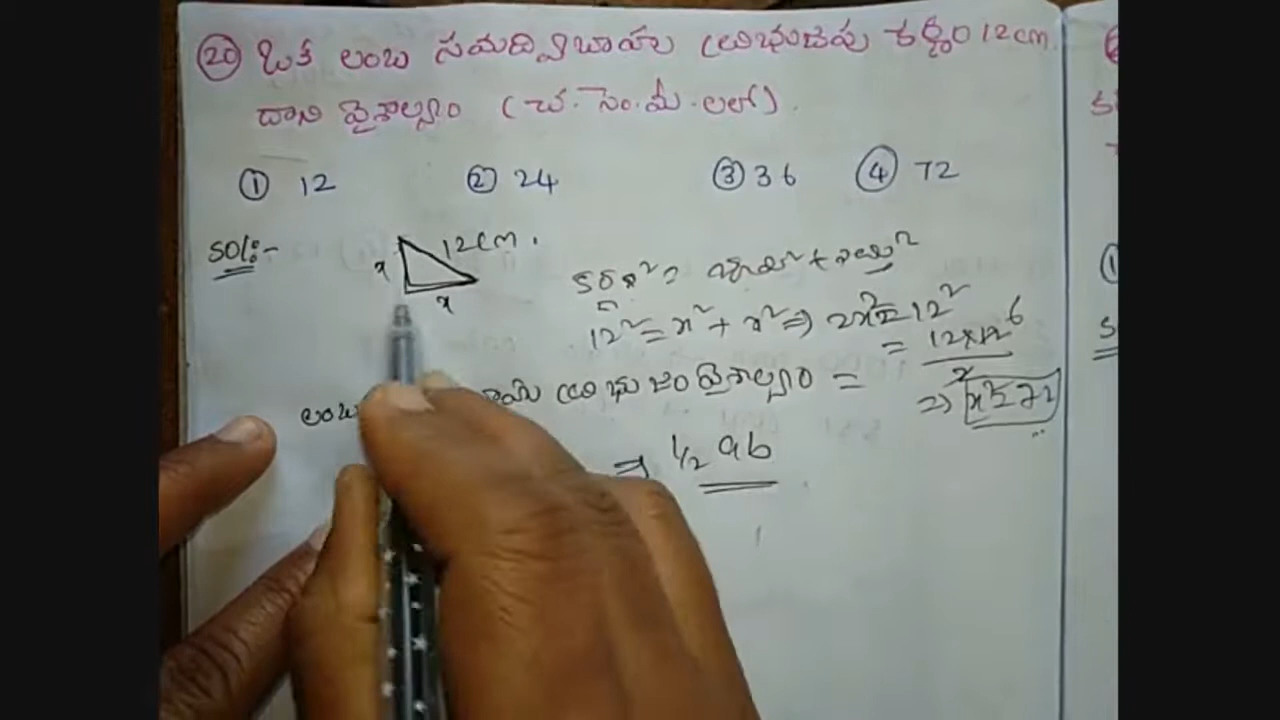 20 ఒక లంబ సమద్విబాహు త్రిభుజపు కర్ణం 12cm.
దాని వైశాల్యం (చ. సెం.మీ. లలో).
① 12 ② 24 ③ 36 ④ 72
Sol:-
12cm.
x
x
² = భుజం² + భుజం²
12² = x² + x² ⇒ 2x² = 12²
= 12×12 6
2
⇒ x² = 72
లంబ త్రిభుజం వైశాల్యం =
⇒ 1/2 ab